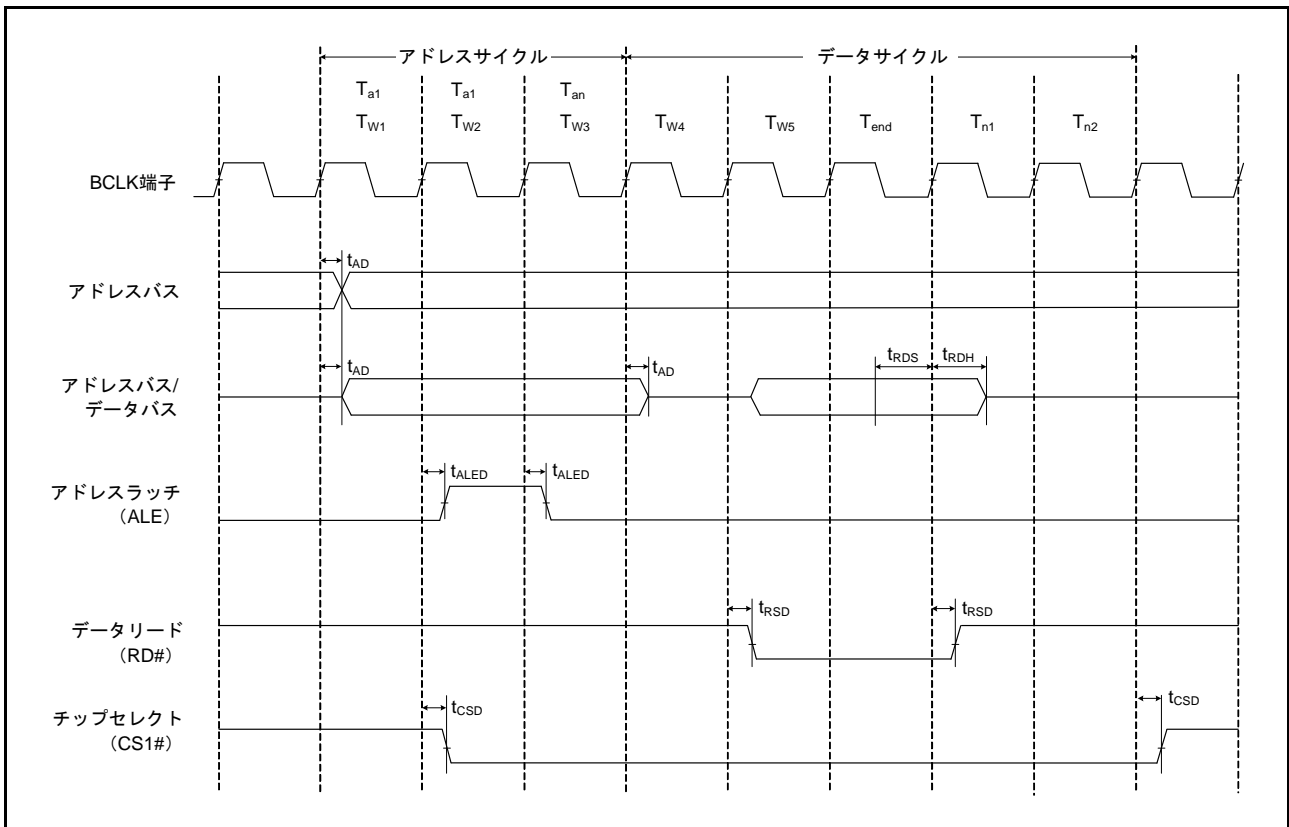 アドレスサイクル データサイクル
Ta1 Ta1 Tan
TW1 TW2 TW3 TW4 TW5 Tend Tn1 Tn2
BCLK端子
tAD
アドレスバス
tRDS tRDH
tAD tAD
アドレスバス/
データバス
tALED tALED
アドレスラッチ
（ALE）
tRSD tRSD
データリード
（RD#）
tCSD tCSD
チップセレクト
（CS1#）